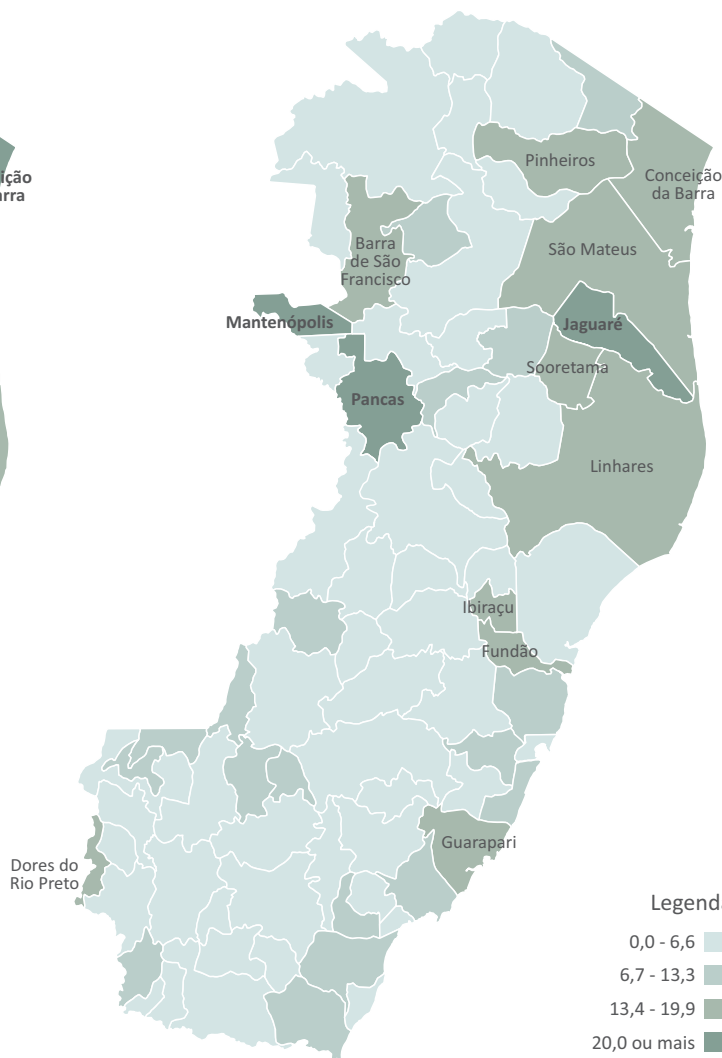 Pinheiros
ição
arra
Conceição
da Barra
Barra
de São
Francisco
São Mateus
Mantenópolis
Jaguaré
Sooretama
Pancas
Linhares
Ibiraçu
Fundão
Guarapari
Dores do
Rio Preto
Legenda
0,0 - 6,6
6,7 - 13,3
13,4 - 19,9
20,0 ou mais